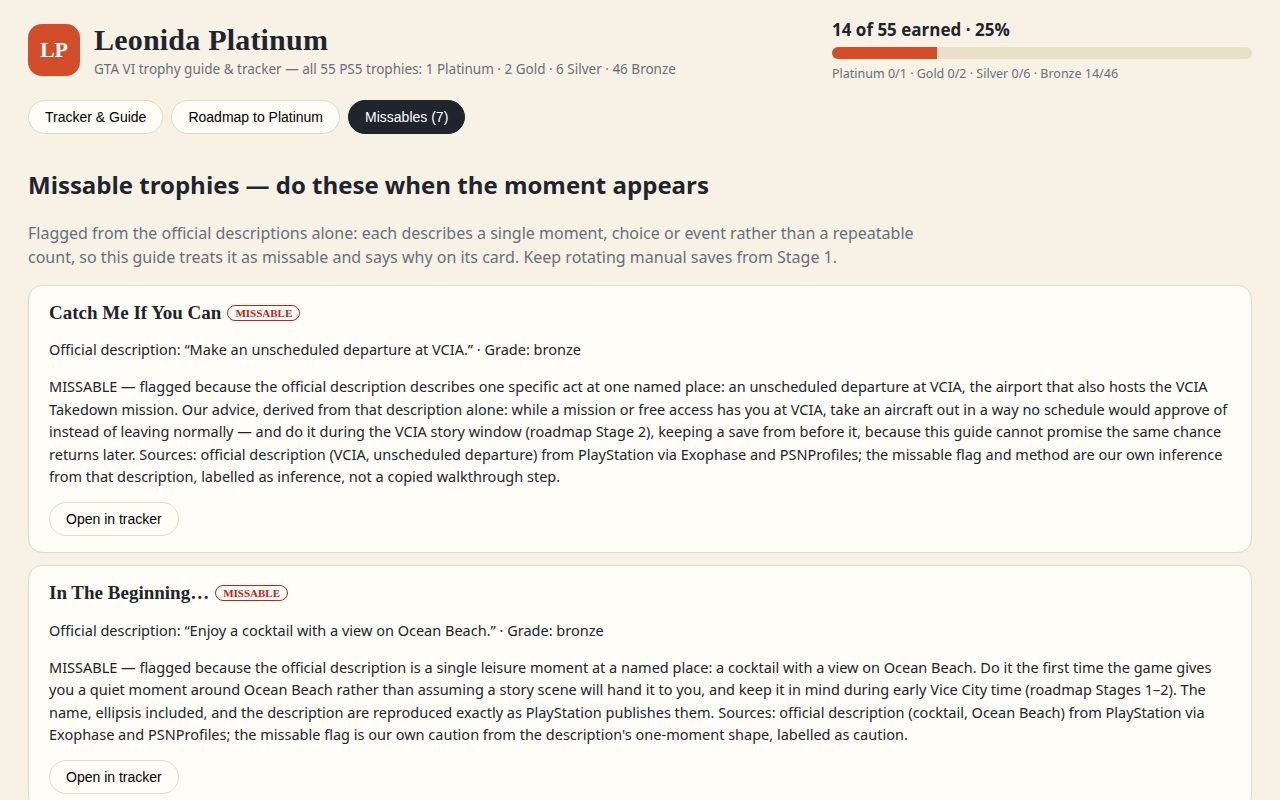 LP
Leonida Platinum
GTA VI trophy guide & tracker — all 55 PS5 trophies: 1 Platinum · 2 Gold · 6 Silver · 46 Bronze
14 of 55 earned · 25%
Platinum 0/1 · Gold 0/2 · Silver 0/6 · Bronze 14/46
Tracker & Guide
Roadmap to Platinum
Missables (7)
Missable trophies — do these when the moment appears
Flagged from the official descriptions alone: each describes a single moment, choice or event rather than a repeatable
count, so this guide treats it as missable and says why on its card. Keep rotating manual saves from Stage 1.
Catch Me If You Can MISSABLE
Official description: “Make an unscheduled departure at VCIA.” · Grade: bronze
MISSABLE — flagged because the official description describes one specific act at one named place: an unscheduled departure at VCIA, the airport that also hosts the VCIA
Takedown mission. Our advice, derived from that description alone: while a mission or free access has you at VCIA, take an aircraft out in a way no schedule would approve of
instead of leaving normally — and do it during the VCIA story window (roadmap Stage 2), keeping a save from before it, because this guide cannot promise the same chance
returns later. Sources: official description (VCIA, unscheduled departure) from PlayStation via Exophase and PSNProfiles; the missable flag and method are our own inference
from that description, labelled as inference, not a copied walkthrough step.
Open in tracker
In The Beginning… MISSABLE
Official description: “Enjoy a cocktail with a view on Ocean Beach.” · Grade: bronze
MISSABLE — flagged because the official description is a single leisure moment at a named place: a cocktail with a view on Ocean Beach. Do it the first time the game gives
you a quiet moment around Ocean Beach rather than assuming a story scene will hand it to you, and keep it in mind during early Vice City time (roadmap Stages 1–2). The
name, ellipsis included, and the description are reproduced exactly as PlayStation publishes them. Sources: official description (cocktail, Ocean Beach) from PlayStation via
Exophase and PSNProfiles; the missable flag is our own caution from the description's one-moment shape, labelled as caution.
Open in tracker